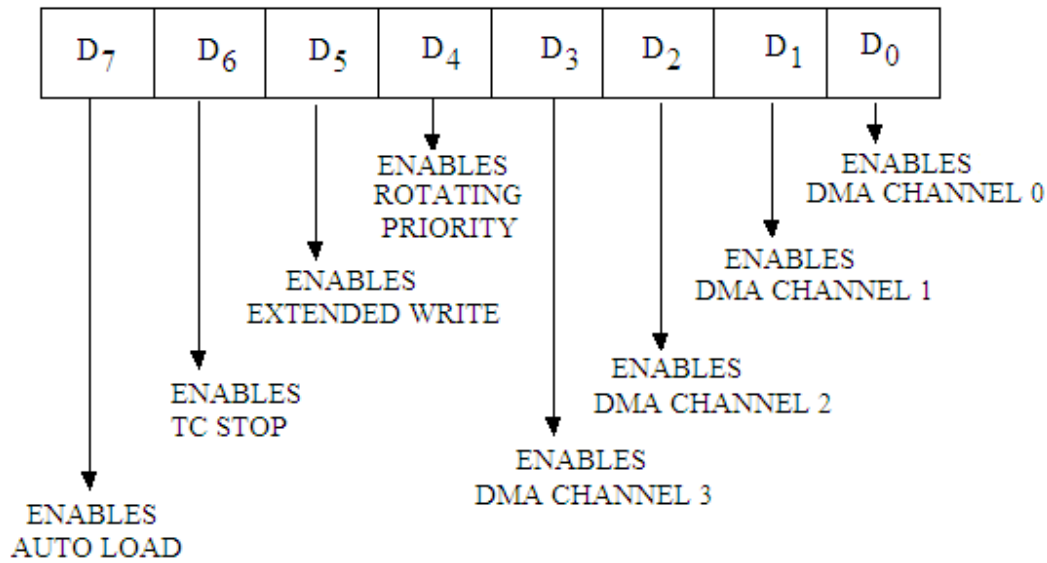 D7 D6 D5 D4 D3 D2 D1 D0
ENABLES
ROTATING
PRIORITY
ENABLES
DMA CHANNEL 0
ENABLES
DMA CHANNEL 1
ENABLES
EXTENDED WRITE
ENABLES
DMA CHANNEL 2
ENABLES
TC STOP
ENABLES
DMA CHANNEL 3
ENABLES
AUTO LOAD